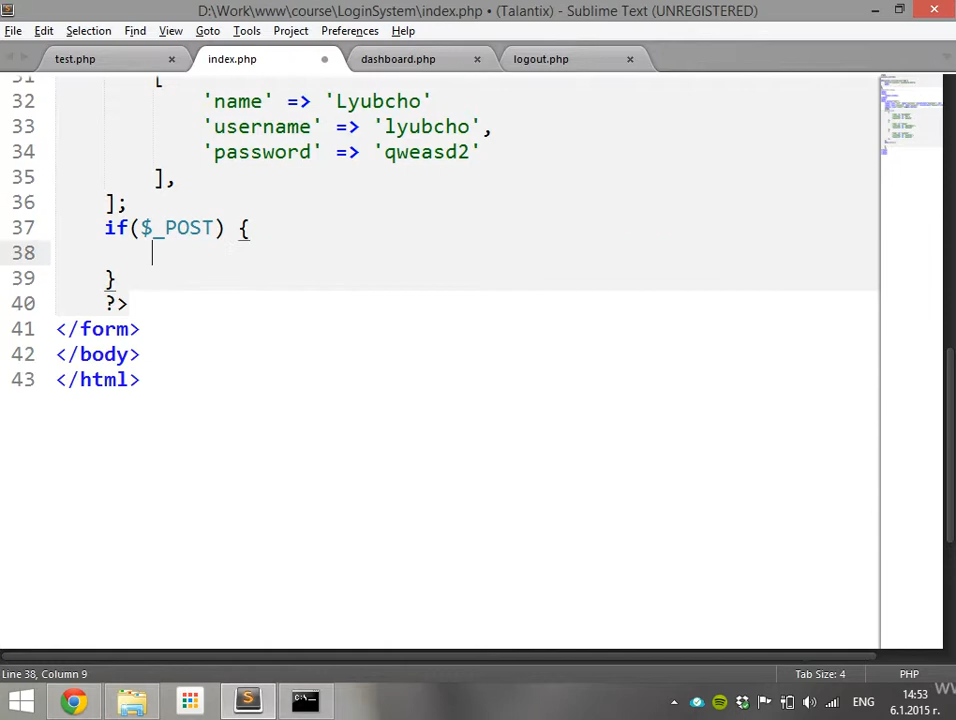 D:\Work\www\course\LoginSystem\index.php • (Talantix) - Sublime Text (UNREGISTERED)
File Edit Selection Find View Goto Tools Project Preferences Help
test.php × index.php dashboard.php × logout.php ×
31 [
32 'name' => 'Lyubcho'
33 'username' => 'lyubcho',
34 'password' => 'qweasd2'
35 ],
36 ];
37 if($_POST) {
38
39 }
40 ?>
41 </form>
42 </body>
43 </html>
Line 38, Column 9 Tab Size: 4 PHP
ENG 14:53
6.1.2015 г.